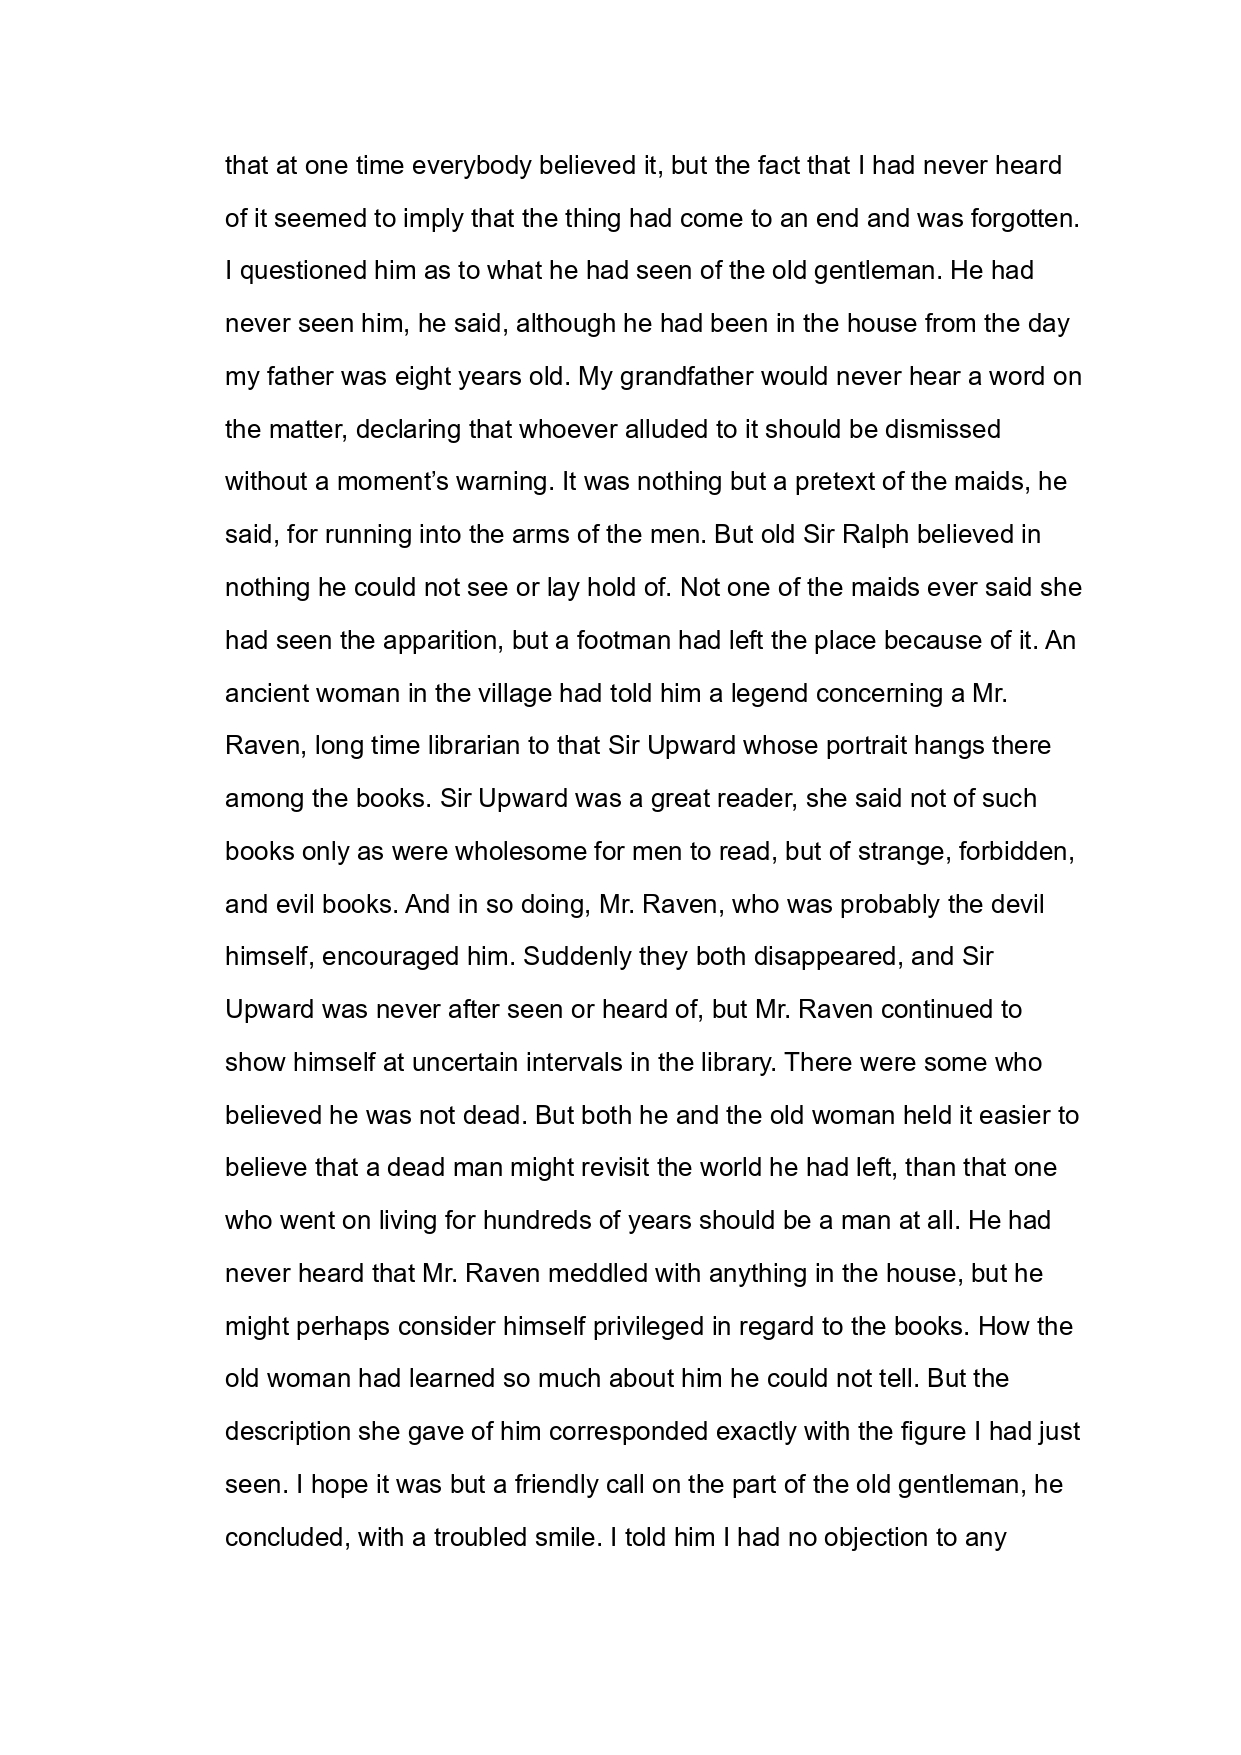 that at one time everybody believed it, but the fact that I had never heard
of it seemed to imply that the thing had come to an end and was forgotten.
I questioned him as to what he had seen of the old gentleman. He had
never seen him, he said, although he had been in the house from the day
my father was eight years old. My grandfather would never hear a word on
the matter, declaring that whoever alluded to it should be dismissed
without a moment’s warning. It was nothing but a pretext of the maids, he
said, for running into the arms of the men. But old Sir Ralph believed in
nothing he could not see or lay hold of. Not one of the maids ever said she
had seen the apparition, but a footman had left the place because of it. An
ancient woman in the village had told him a legend concerning a Mr.
Raven, long time librarian to that Sir Upward whose portrait hangs there
among the books. Sir Upward was a great reader, she said not of such
books only as were wholesome for men to read, but of strange, forbidden,
and evil books. And in so doing, Mr. Raven, who was probably the devil
himself, encouraged him. Suddenly they both disappeared, and Sir
Upward was never after seen or heard of, but Mr. Raven continued to
show himself at uncertain intervals in the library. There were some who
believed he was not dead. But both he and the old woman held it easier to
believe that a dead man might revisit the world he had left, than that one
who went on living for hundreds of years should be a man at all. He had
never heard that Mr. Raven meddled with anything in the house, but he
might perhaps consider himself privileged in regard to the books. How the
old woman had learned so much about him he could not tell. But the
description she gave of him corresponded exactly with the figure I had just
seen. I hope it was but a friendly call on the part of the old gentleman, he
concluded, with a troubled smile. I told him I had no objection to any